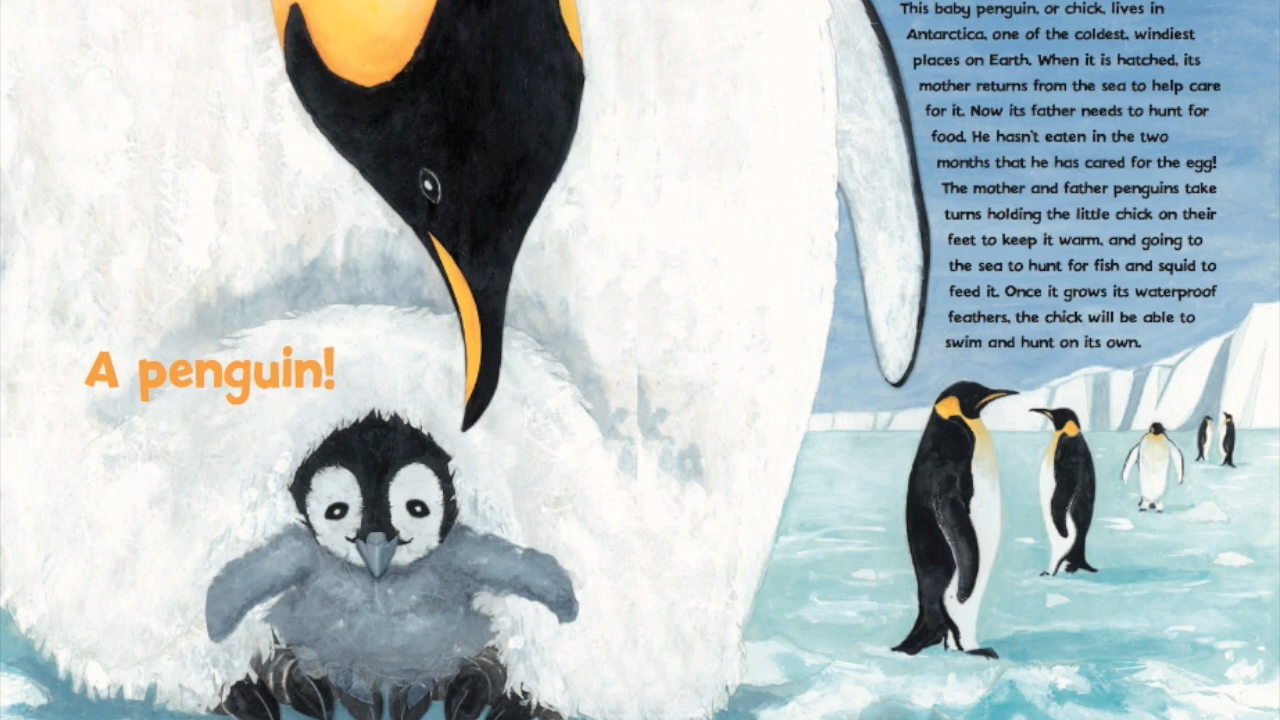 A penguin!
This baby penguin, or chick, lives in
Antarctica, one of the coldest, windiest
places on Earth. When it is hatched, its
mother returns from the sea to help care
for it. Now its father needs to hunt for
food. He hasn't eaten in the two
months that he has cared for the egg!
The mother and father penguins take
turns holding the little chick on their
feet to keep it warm, and going to
the sea to hunt for fish and squid to
feed it. Once it grows its waterproof
feathers, the chick will be able to
swim and hunt on its own.